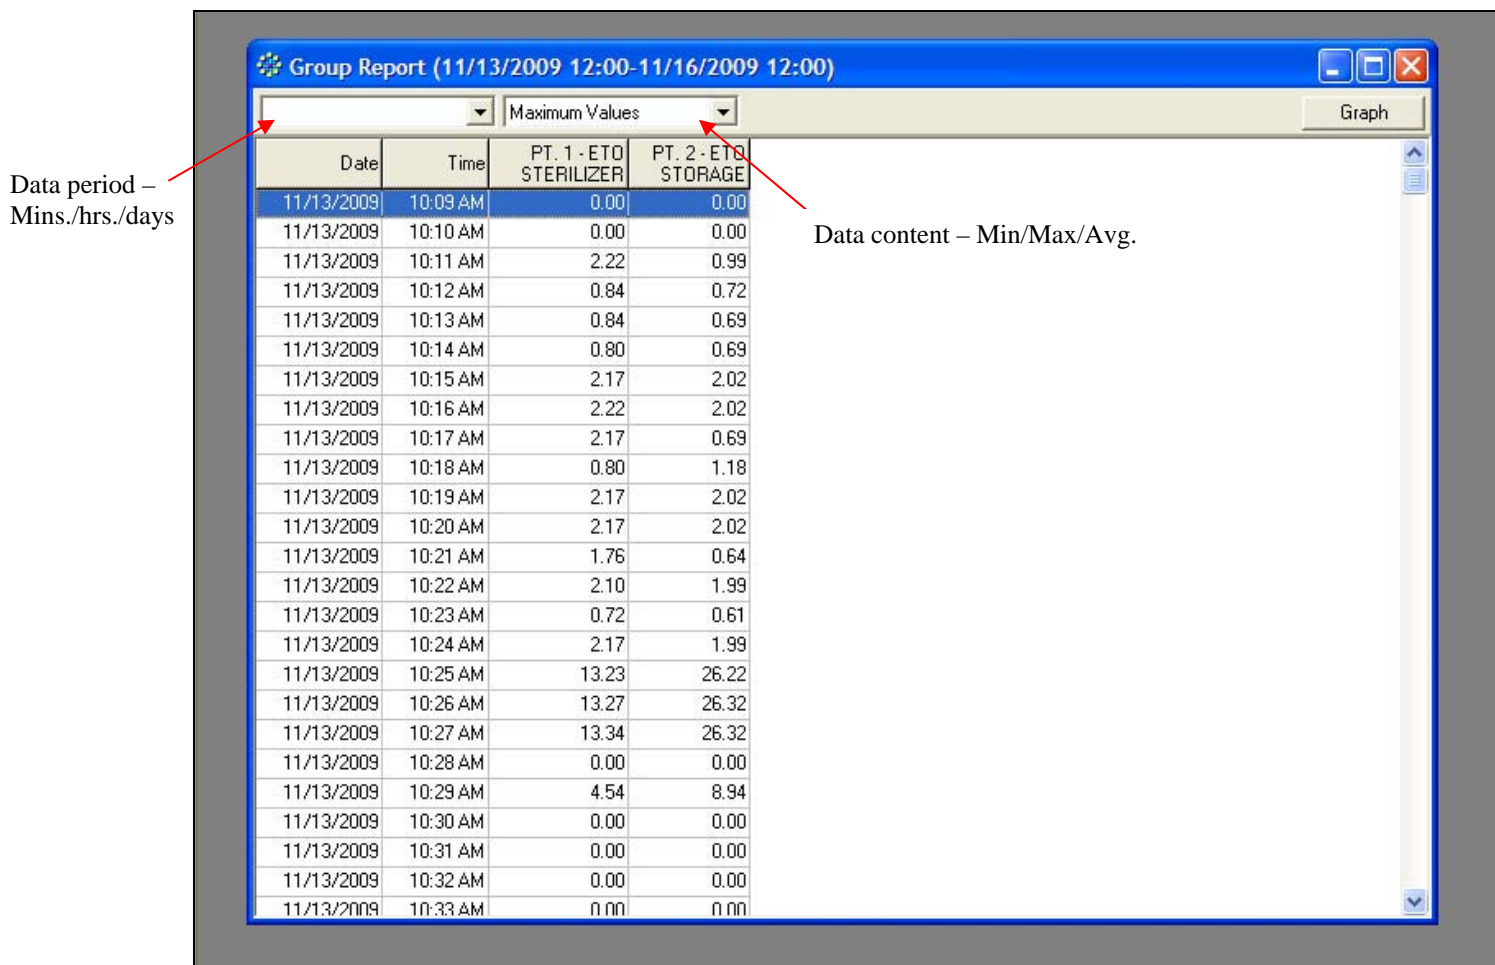 Group Report (11/13/2009 12:00-11/16/2009 12:00)
Maximum Values
Graph
Date Time PT. 1 - ETO STERILIZER PT. 2 - ETO STORAGE
Data period –
Mins./hrs./days
Data content – Min/Max/Avg.
11/13/2009 10:09 AM 0.00 0.00
11/13/2009 10:10 AM 0.00 0.00
11/13/2009 10:11 AM 2.22 0.99
11/13/2009 10:12 AM 0.84 0.72
11/13/2009 10:13 AM 0.84 0.69
11/13/2009 10:14 AM 0.80 0.69
11/13/2009 10:15 AM 2.17 2.02
11/13/2009 10:16 AM 2.22 2.02
11/13/2009 10:17 AM 2.17 0.69
11/13/2009 10:18 AM 0.80 1.18
11/13/2009 10:19 AM 2.17 2.02
11/13/2009 10:20 AM 2.17 2.02
11/13/2009 10:21 AM 1.76 0.64
11/13/2009 10:22 AM 2.10 1.99
11/13/2009 10:23 AM 0.72 0.61
11/13/2009 10:24 AM 2.17 1.99
11/13/2009 10:25 AM 13.23 26.22
11/13/2009 10:26 AM 13.27 26.32
11/13/2009 10:27 AM 13.34 26.32
11/13/2009 10:28 AM 0.00 0.00
11/13/2009 10:29 AM 4.54 8.94
11/13/2009 10:30 AM 0.00 0.00
11/13/2009 10:31 AM 0.00 0.00
11/13/2009 10:32 AM 0.00 0.00
11/13/2009 10:33 AM 0.00 0.00